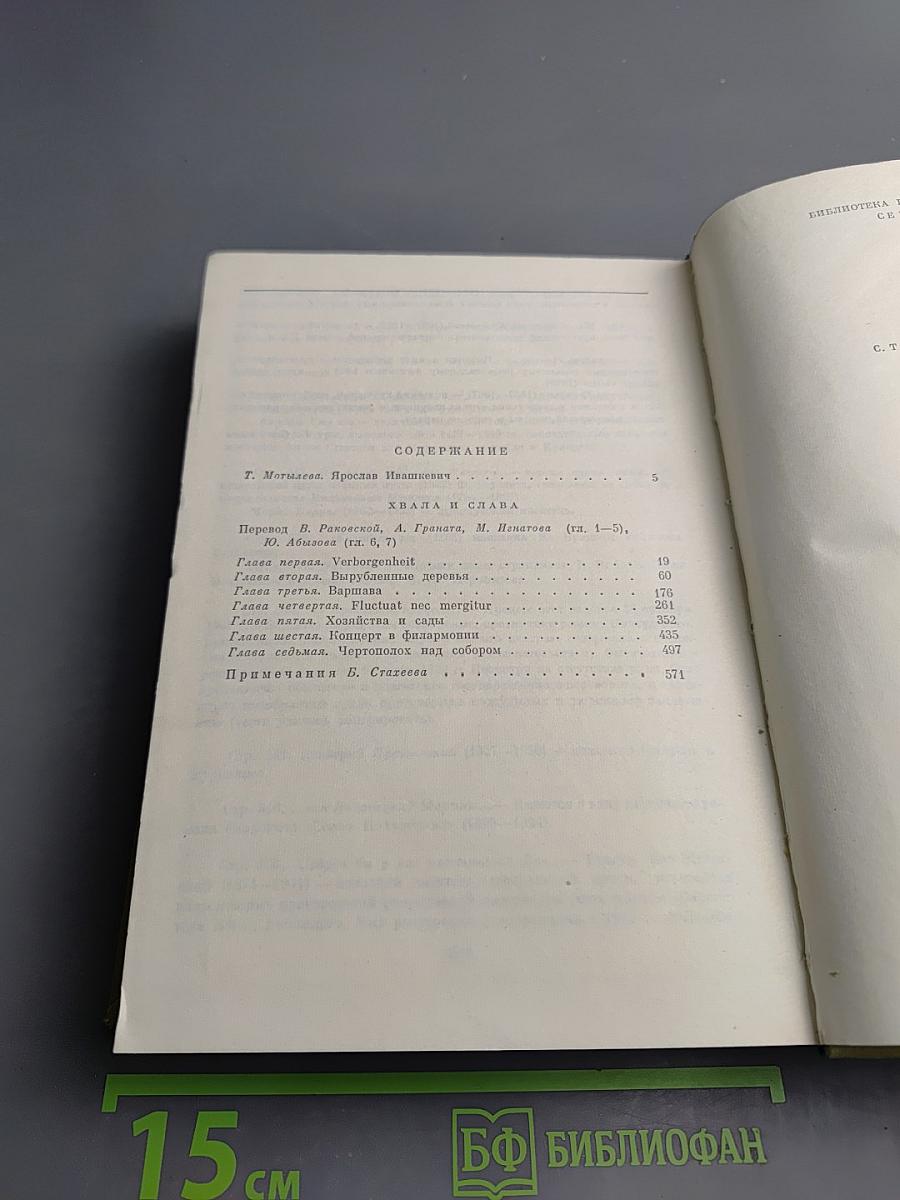 СОДЕРЖАНИЕ
Т. Мотылева. Ярослав Ивашкевич . . . . . . . . . . . . 5
ХВАЛА И СЛАВА
Перевод В. Раковской, А. Граната, М. Игнатова (гл. 1—5),
Ю. Абызова (гл. 6, 7)
Глава первая. Verborgenheit . . . . . . . . . . . . . . . 19
Глава вторая. Вырубленные деревья . . . . . . . . . . . 60
Глава третья. Варшава . . . . . . . . . . . . . . . . . 176
Глава четвертая. Fluctuat nec mergitur . . . . . . . . . . 261
Глава пятая. Хозяйства и сады . . . . . . . . . . . . . 352
Глава шестая. Концерт в филармонии . . . . . . . . . . . 435
Глава седьмая. Чертополох над собором . . . . . . . . . 497
Примечания Б. Стахеева . . . . . . . . . . . . . . 571
БИБЛИОТЕКА
СЕ
С. Т
15 см
БФ БИБЛИОФАН